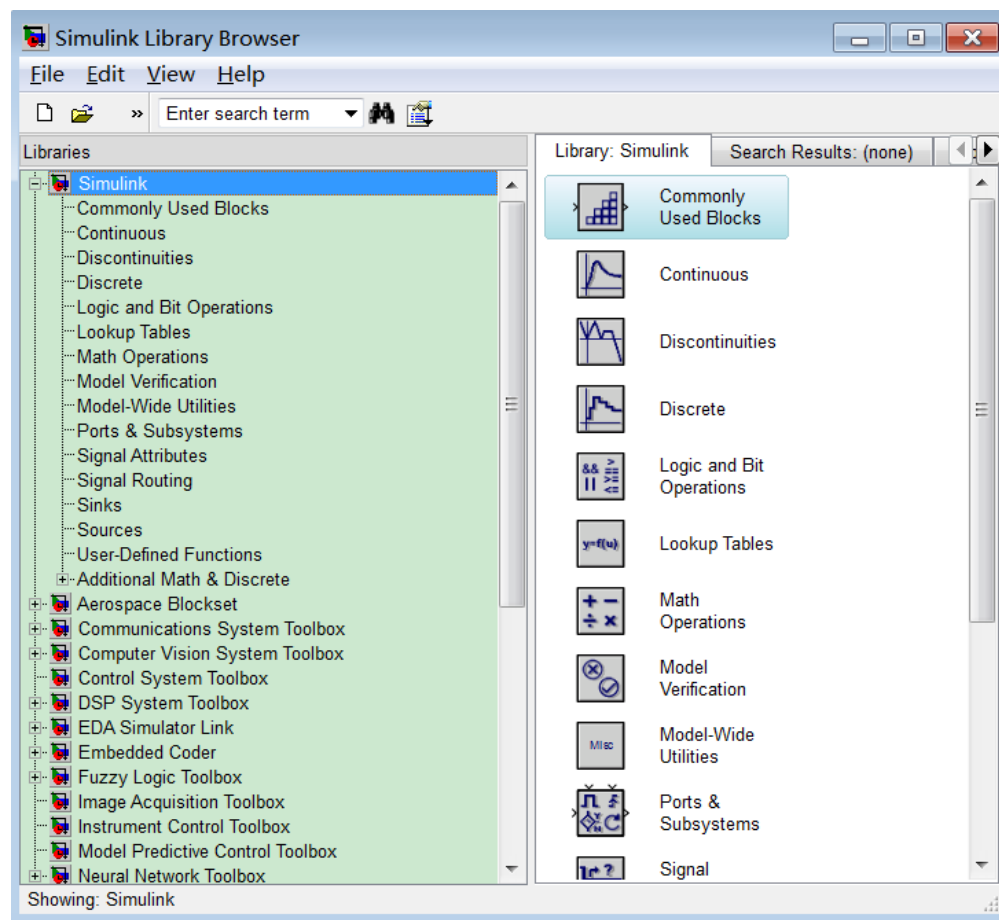 Simulink Library Browser
File Edit View Help
» Enter search term
Libraries
Simulink
Commonly Used Blocks
Continuous
Discontinuities
Discrete
Logic and Bit Operations
Lookup Tables
Math Operations
Model Verification
Model-Wide Utilities
Ports & Subsystems
Signal Attributes
Signal Routing
Sinks
Sources
User-Defined Functions
Additional Math & Discrete
Aerospace Blockset
Communications System Toolbox
Computer Vision System Toolbox
Control System Toolbox
DSP System Toolbox
EDA Simulator Link
Embedded Coder
Fuzzy Logic Toolbox
Image Acquisition Toolbox
Instrument Control Toolbox
Model Predictive Control Toolbox
Neural Network Toolbox
Library: Simulink Search Results: (none)
Commonly
Used Blocks
Continuous
Discontinuities
Discrete
&& > == || >= <=
Logic and Bit
Operations
y=f(u)
Lookup Tables
+ − ÷ ×
Math
Operations
Model
Verification
Misc
Model-Wide
Utilities
Ports &
Subsystems
Signal
Showing: Simulink